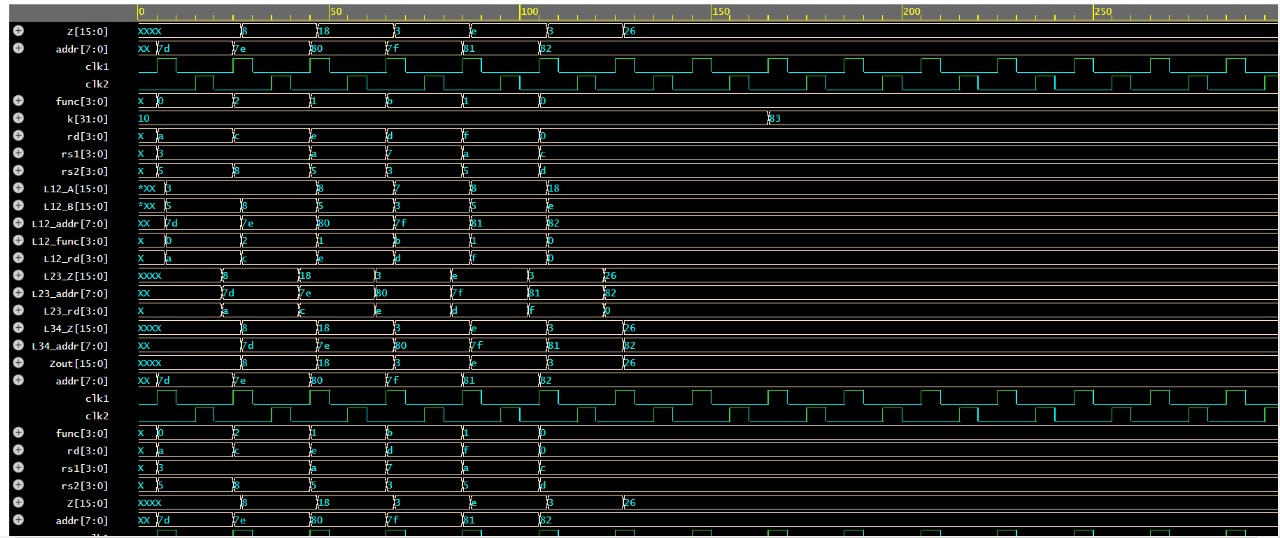 0 50 100 150 200 250
Z[15:0] XXXX 8 18 3 e 3 26
addr[7:0] XX 7d 7e 80 7f 81 82
clk1
clk2
func[3:0] X 0 2 1 b 1 0
k[31:0] 10 83
rd[3:0] X a c e d f 0
rs1[3:0] X 3 a 7 a c
rs2[3:0] X 5 8 5 3 5 d
L12_A[15:0] *XX 3 8 7 8 18
L12_B[15:0] *XX 5 8 5 3 5 e
L12_addr[7:0] XX 7d 7e 80 7f 81 82
L12_func[3:0] X 0 2 1 b 1 0
L12_rd[3:0] X a c e d f 0
L23_Z[15:0] XXXX 8 18 3 e 3 26
L23_addr[7:0] XX 7d 7e 80 7f 81 82
L23_rd[3:0] X a c e d f 0
L34_Z[15:0] XXXX 8 18 3 e 3 26
L34_addr[7:0] XX 7d 7e 80 7f 81 82
Zout[15:0] XXXX 8 18 3 e 3 26
addr[7:0] XX 7d 7e 80 7f 81 82
clk1
clk2
func[3:0] X 0 2 1 b 1 0
rd[3:0] X a c e d f 0
rs1[3:0] X 3 a 7 a c
rs2[3:0] X 5 8 5 3 5 d
Z[15:0] XXXX 8 18 3 e 3 26
addr[7:0] XX 7d 7e 80 7f 81 82